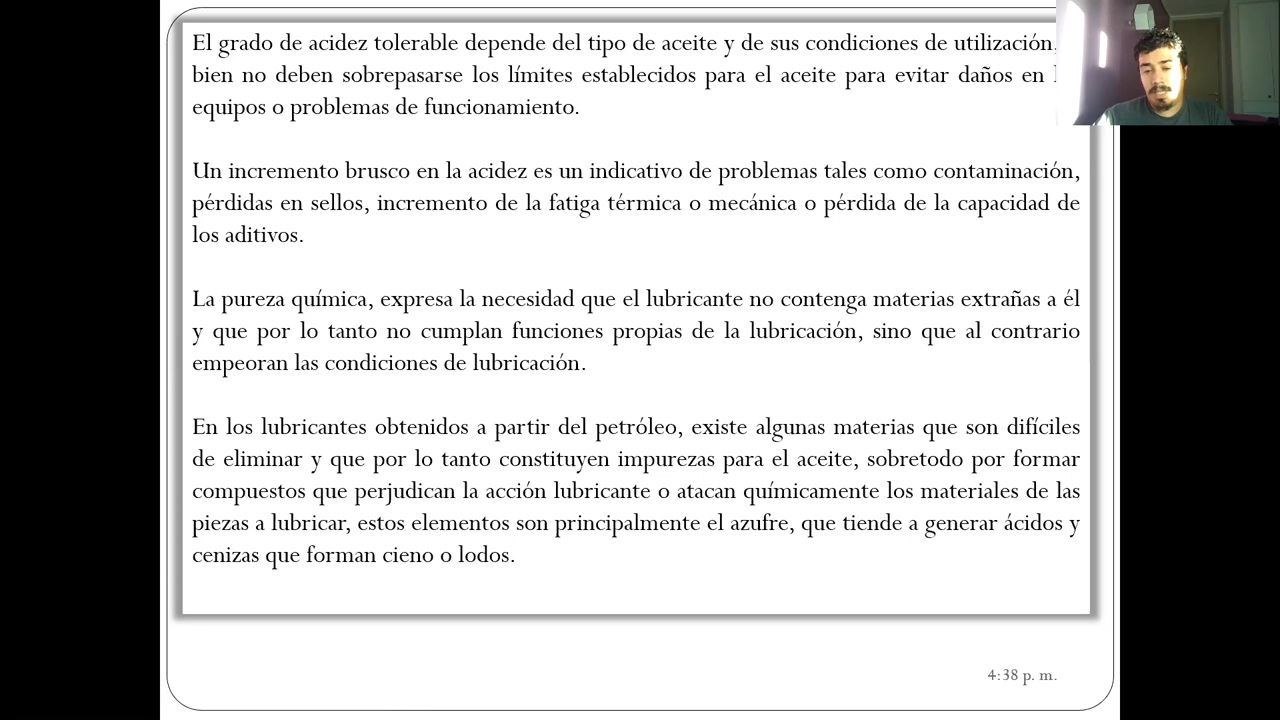 El grado de acidez tolerable depende del tipo de aceite y de sus condiciones de utilización,
bien no deben sobrepasarse los límites establecidos para el aceite para evitar daños en
equipos o problemas de funcionamiento.
Un incremento brusco en la acidez es un indicativo de problemas tales como contaminación,
pérdidas en sellos, incremento de la fatiga térmica o mecánica o pérdida de la capacidad de
los aditivos.
La pureza química, expresa la necesidad que el lubricante no contenga materias extrañas a él
y que por lo tanto no cumplan funciones propias de la lubricación, sino que al contrario
empeoran las condiciones de lubricación.
En los lubricantes obtenidos a partir del petróleo, existe algunas materias que son difíciles
de eliminar y que por lo tanto constituyen impurezas para el aceite, sobretodo por formar
compuestos que perjudican la acción lubricante o atacan químicamente los materiales de las
piezas a lubricar, estos elementos son principalmente el azufre, que tiende a generar ácidos y
cenizas que forman cieno o lodos.
4:38 p. m.